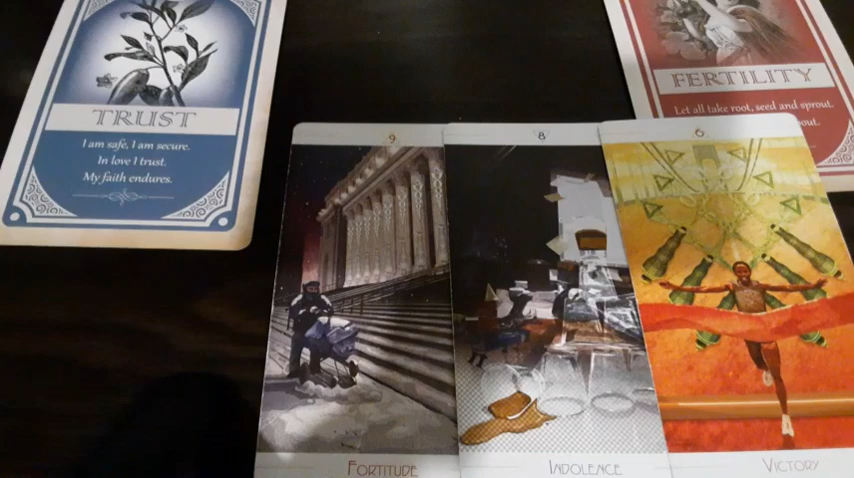 TRUST
I am safe, I am secure.
In love I trust.
My faith endures.
FERTILITY
Let all take root, seed and sprout.
9
8
6
FORTITUDE
INDOLENCE
VICTORY